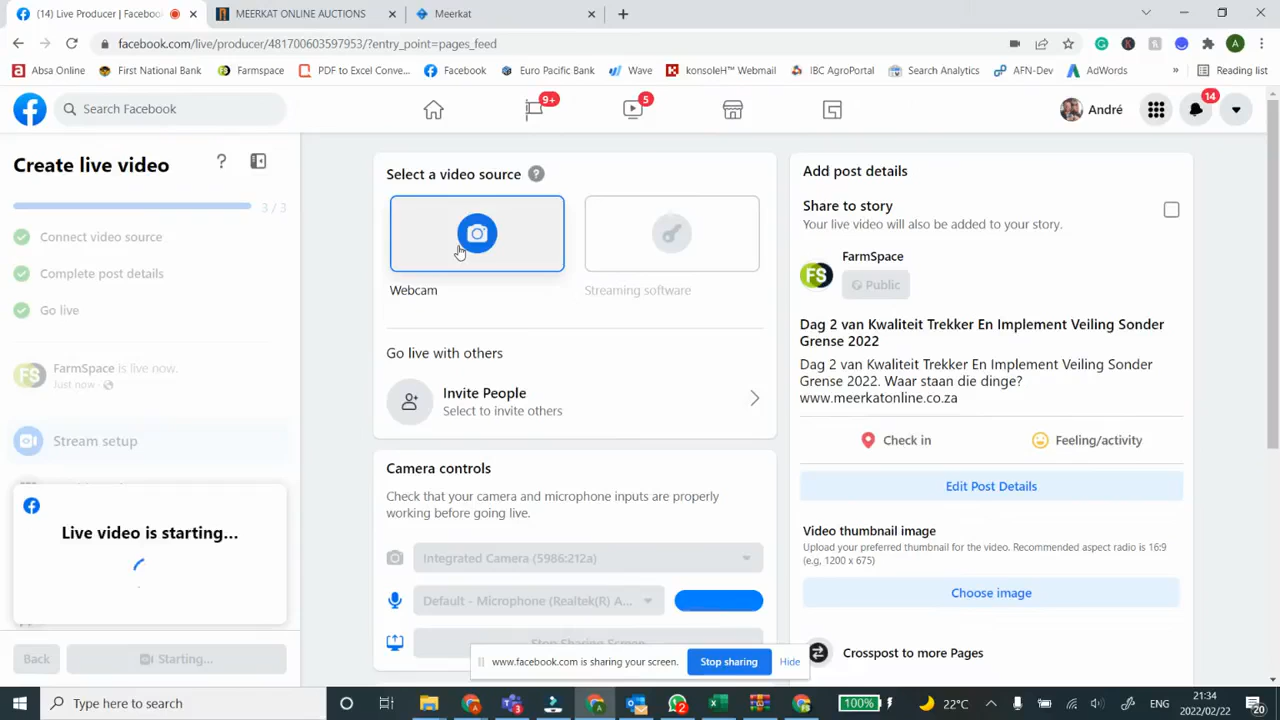 (14) Live Producer | Facebook
MEERKAT ONLINE AUCTIONS
Meerkat
facebook.com/live/producer/481700603597953/?entry_point=pages_feed
Absa Online
First National Bank
Farmspace
PDF to Excel Conve...
Facebook
Euro Pacific Bank
Wave
konsoleH™ Webmail
IBC AgroPortal
Search Analytics
AFN-Dev
AdWords
»
Reading list
Search Facebook
9+
5
André
14
Create live video
?
3 / 3
Connect video source
Complete post details
Go live
FS
FarmSpace is live now.
Just now
Stream setup
Live video is starting...
Back
Starting...
Select a video source
?
Webcam
Streaming software
Go live with others
Invite People
Select to invite others
Camera controls
Check that your camera and microphone inputs are properly
working before going live.
Integrated Camera (5986:212a)
Default - Microphone (Realtek(R) A...
Stop Sharing Screen
www.facebook.com is sharing your screen.
Stop sharing
Hide
Add post details
Share to story
Your live video will also be added to your story.
FS
FarmSpace
Public
Dag 2 van Kwaliteit Trekker En Implement Veiling Sonder
Grense 2022
Dag 2 van Kwaliteit Trekker En Implement Veiling Sonder
Grense 2022. Waar staan die dinge?
www.meerkatonline.co.za
Check in
Feeling/activity
Edit Post Details
Video thumbnail image
Upload your preferred thumbnail for the video. Recommended aspect radio is 16:9
(e.g, 1200 x 675)
Choose image
Crosspost to more Pages
Type here to search
2
100%
22°C
ENG
21:34
2022/02/22
20